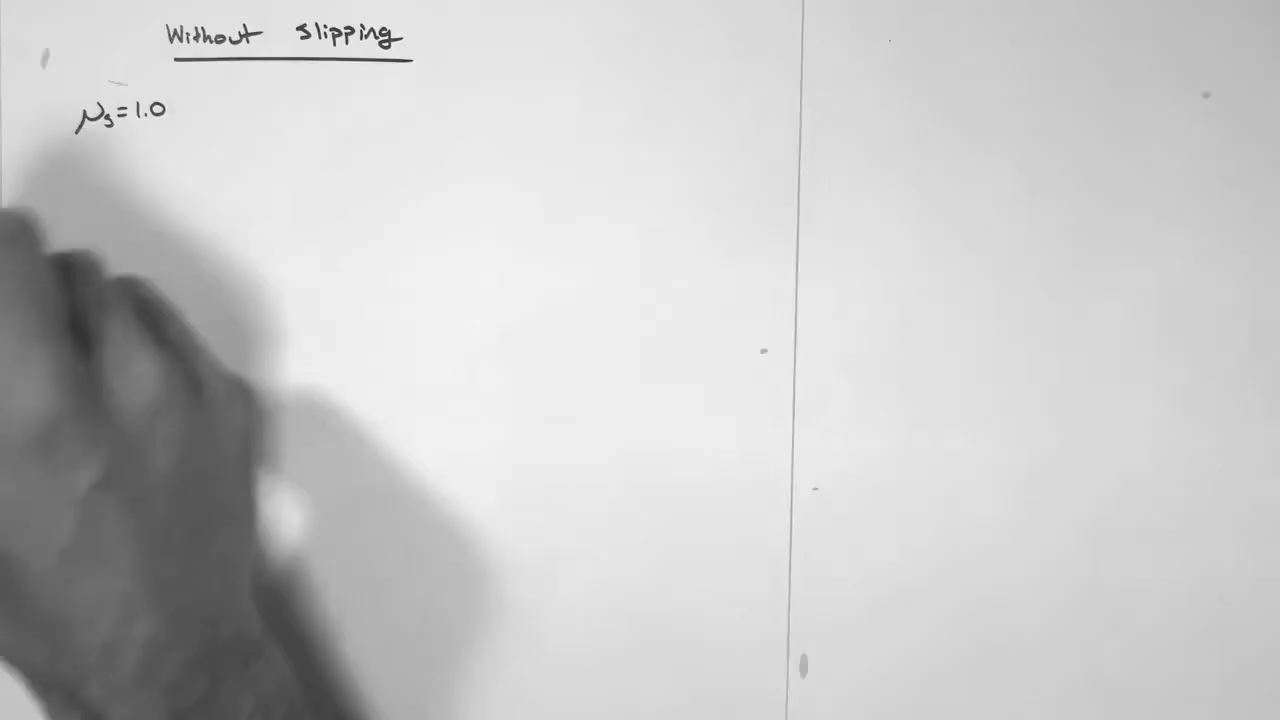 Without Slipping
μₛ = 1.0